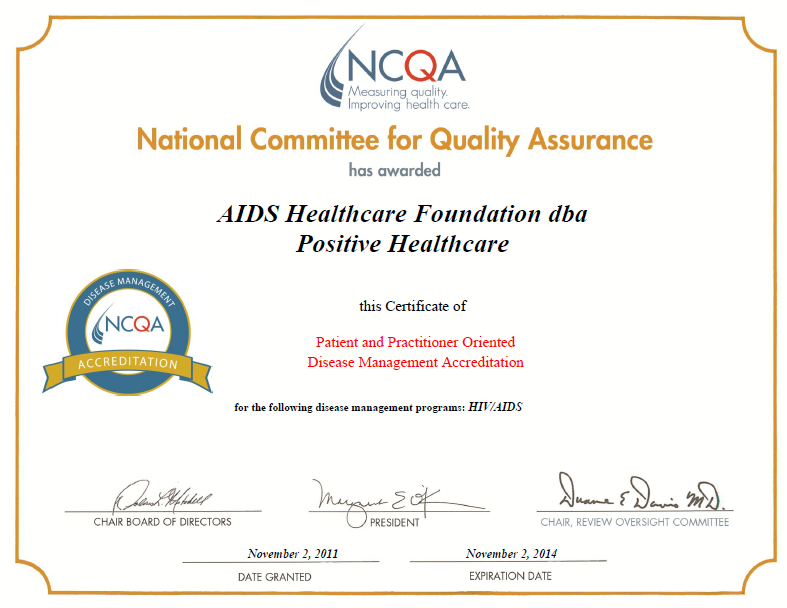 NCQA
Measuring quality.
Improving health care.
National Committee for Quality Assurance
has awarded
AIDS Healthcare Foundation dba
Positive Healthcare
DISEASE MANAGEMENT
NCQA
ACCREDITATION
this Certificate of
Patient and Practitioner Oriented
Disease Management Accreditation
for the following disease management programs: HIV/AIDS
Duane E Davis MD.
CHAIR BOARD OF DIRECTORS
PRESIDENT
CHAIR, REVIEW OVERSIGHT COMMITTEE
November 2, 2011
November 2, 2014
DATE GRANTED
EXPIRATION DATE